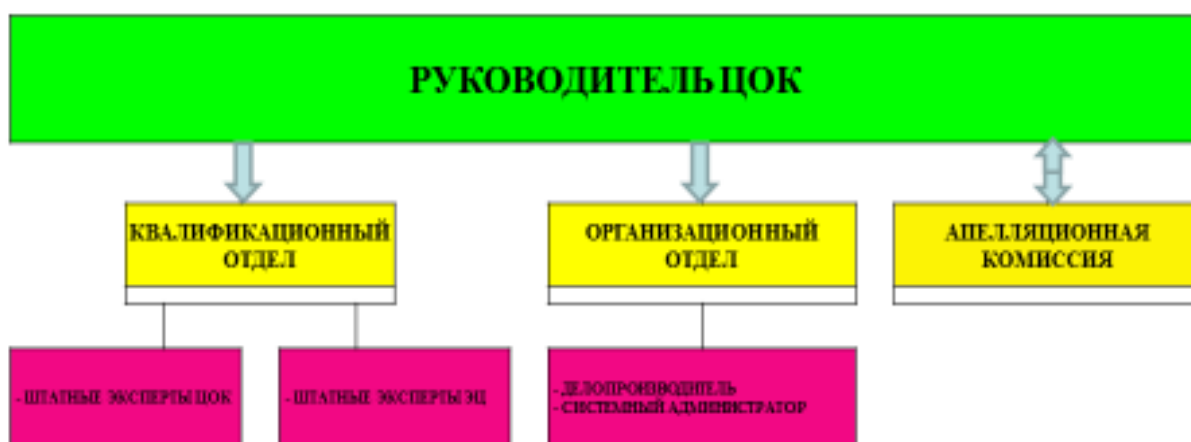 РУКОВОДИТЕЛЬ ЦОК
КВАЛИФИКАЦИОННЫЙ
ОТДЕЛ
ОРГАНИЗАЦИОННЫЙ
ОТДЕЛ
АПЕЛЛЯЦИОННАЯ
КОМИССИЯ
- ШТАТНЫЕ ЭКСПЕРТЫ ЦОК
- ШТАТНЫЕ ЭКСПЕРТЫ ЭЦ
- ДЕЛОПРОИЗВОДИТЕЛЬ
- СИСТЕМНЫЙ АДМИНИСТРАТОР